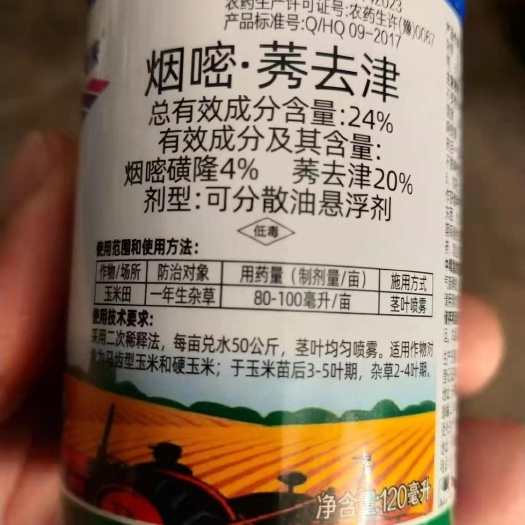 农药生产许可证号:农药生许(豫)0067
产品标准号:Q/HQ 09-2017
烟嘧·莠去津
总有效成分含量:24%
有效成分及其含量:
烟嘧磺隆4% 莠去津20%
剂型:可分散油悬浮剂
低毒
使用范围和使用方法:
作物/场所 防治对象 用药量(制剂量/亩) 施用方式
玉米田 一年生杂草 80-100毫升/亩 茎叶喷雾
使用技术要求:
采用二次稀释法，每亩兑水50公斤，茎叶均匀喷雾。适用作物对
象为马齿型玉米和硬玉米；于玉米苗后3-5叶期，杂草2-4叶期。
净含量:120毫升